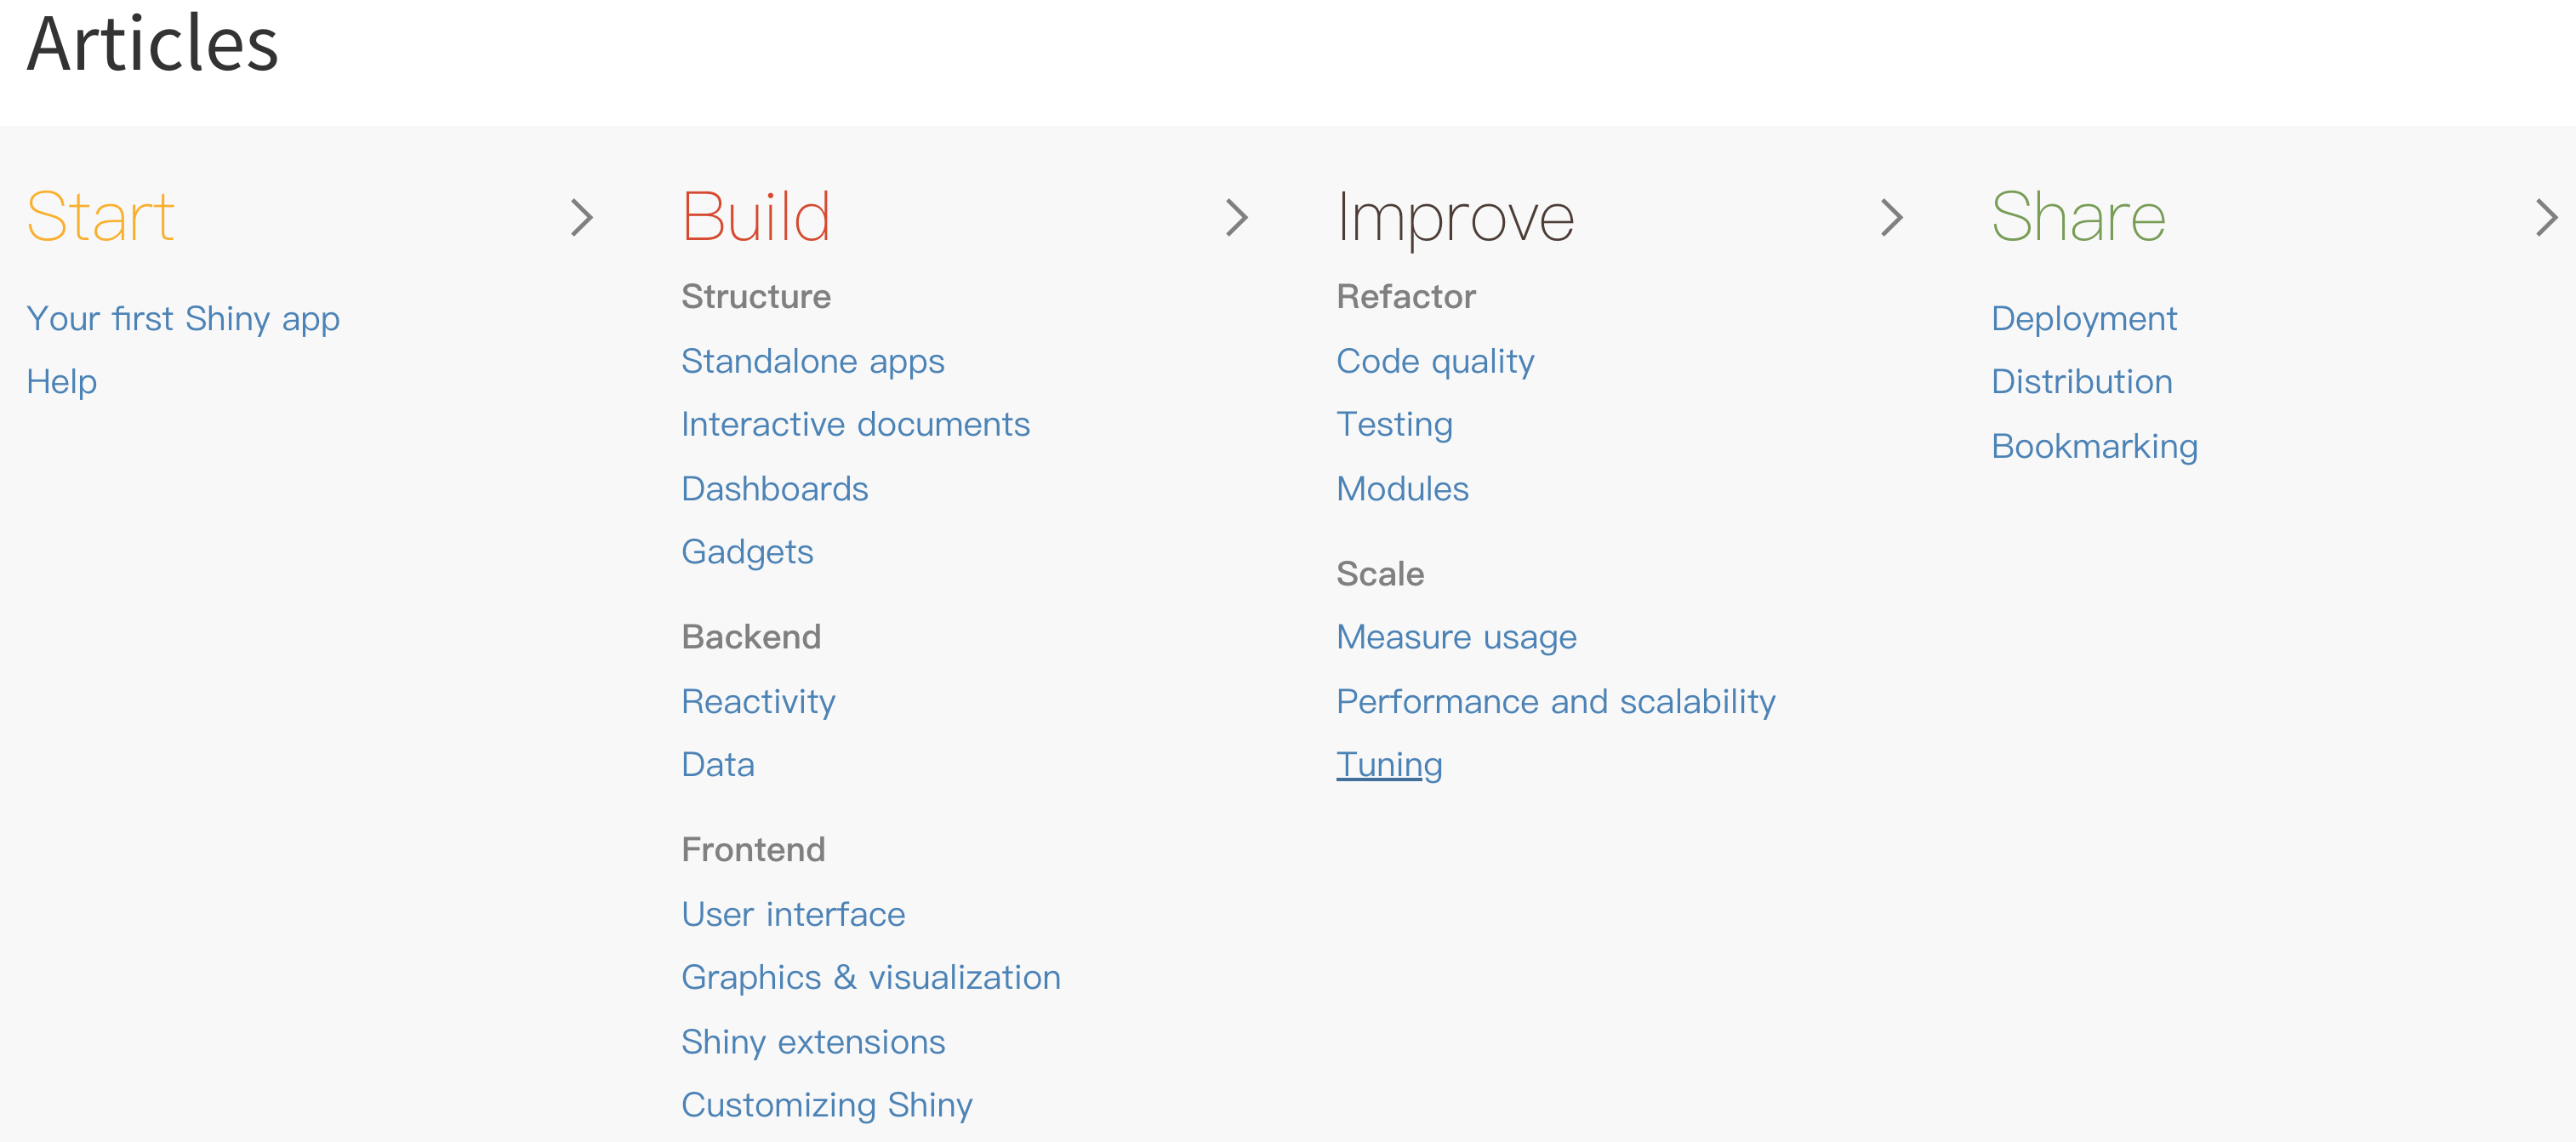 Articles
Start
Your first Shiny app
Help
Build
Structure
Standalone apps
Interactive documents
Dashboards
Gadgets
Backend
Reactivity
Data
Frontend
User interface
Graphics & visualization
Shiny extensions
Customizing Shiny
Improve
Refactor
Code quality
Testing
Modules
Scale
Measure usage
Performance and scalability
Tuning
Share
Deployment
Distribution
Bookmarking